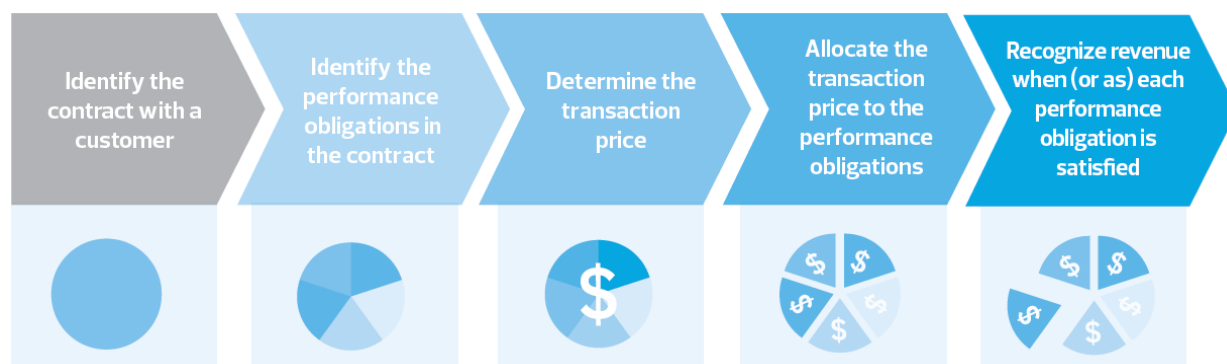 Identify the
contract with a
customer
Identify the
performance
obligations in
the contract
Determine the
transaction
price
Allocate the
transaction
price to the
performance
obligations
Recognize revenue
when (or as) each
performance
obligation is
satisfied
$
$
$
$
$
$
$
$
$
$
$